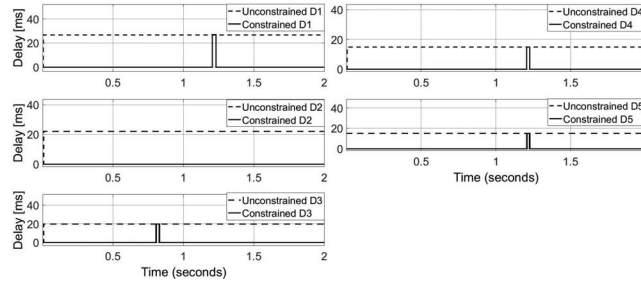 Delay [ms]
40
20
0
Unconstrained D1
Constrained D1
0.5
1
1.5
2
Delay [ms]
40
20
0
Unconstrained D2
Constrained D2
0.5
1
1.5
2
Delay [ms]
40
20
0
Unconstrained D3
Constrained D3
0.5
1
1.5
2
Time (seconds)
40
20
0
Unconstrained D4
Constrained D4
0.5
1
1.5
40
20
0
Unconstrained D5
Constrained D5
0.5
1
1.5
Time (seconds)